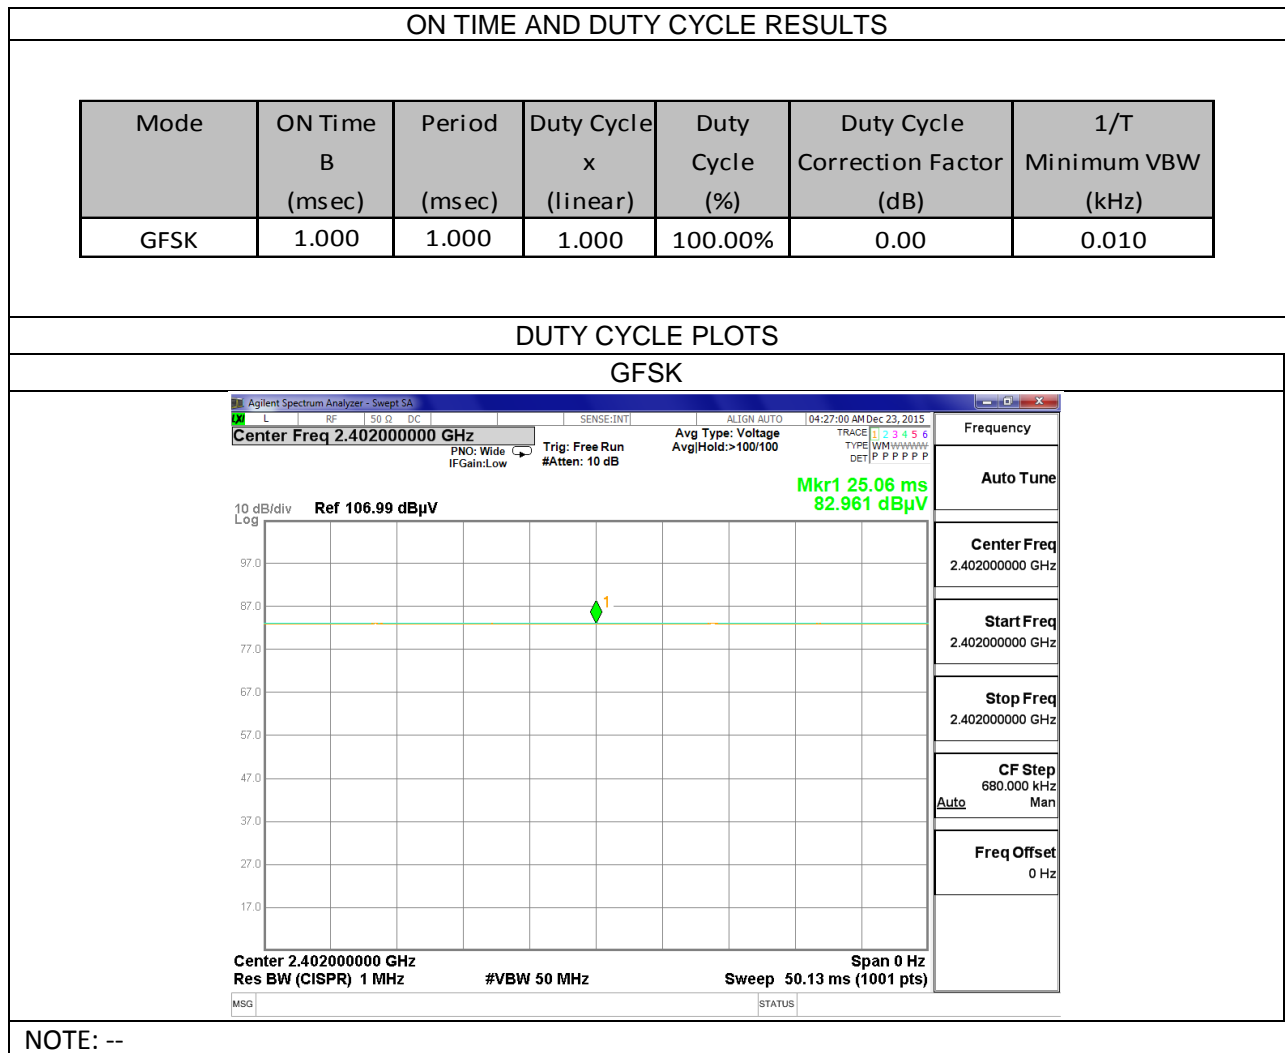 ON TIME AND DUTY CYCLE RESULTS
Mode ON Time Period Duty Cycle Duty Duty Cycle 1/T
B x Cycle Correction Factor Minimum VBW
(msec) (msec) (linear) (%) (dB) (kHz)
GFSK 1.000 1.000 1.000 100.00% 0.00 0.010
DUTY CYCLE PLOTS
GFSK
Agilent Spectrum Analyzer - Swept SA
LXI L RF 50 Ω DC SENSE:INT ALIGN AUTO 04:27:00 AM Dec 23, 2015
Center Freq 2.402000000 GHz
PNO: Wide
IFGain:Low
Trig: Free Run
#Atten: 10 dB
Avg Type: Voltage
Avg|Hold:>100/100
TRACE 1 2 3 4 5 6
TYPE WMWWWW
DET P P P P P P
Mkr1 25.06 ms
82.961 dBµV
10 dB/div Ref 106.99 dBµV
Log
97.0
87.0
77.0
67.0
57.0
47.0
37.0
27.0
17.0
1
Center 2.402000000 GHz Span 0 Hz
Res BW (CISPR) 1 MHz #VBW 50 MHz Sweep 50.13 ms (1001 pts)
MSG STATUS
Frequency
Auto Tune
Center Freq
2.402000000 GHz
Start Freq
2.402000000 GHz
Stop Freq
2.402000000 GHz
CF Step
680.000 kHz
Auto Man
Freq Offset
0 Hz
NOTE: --